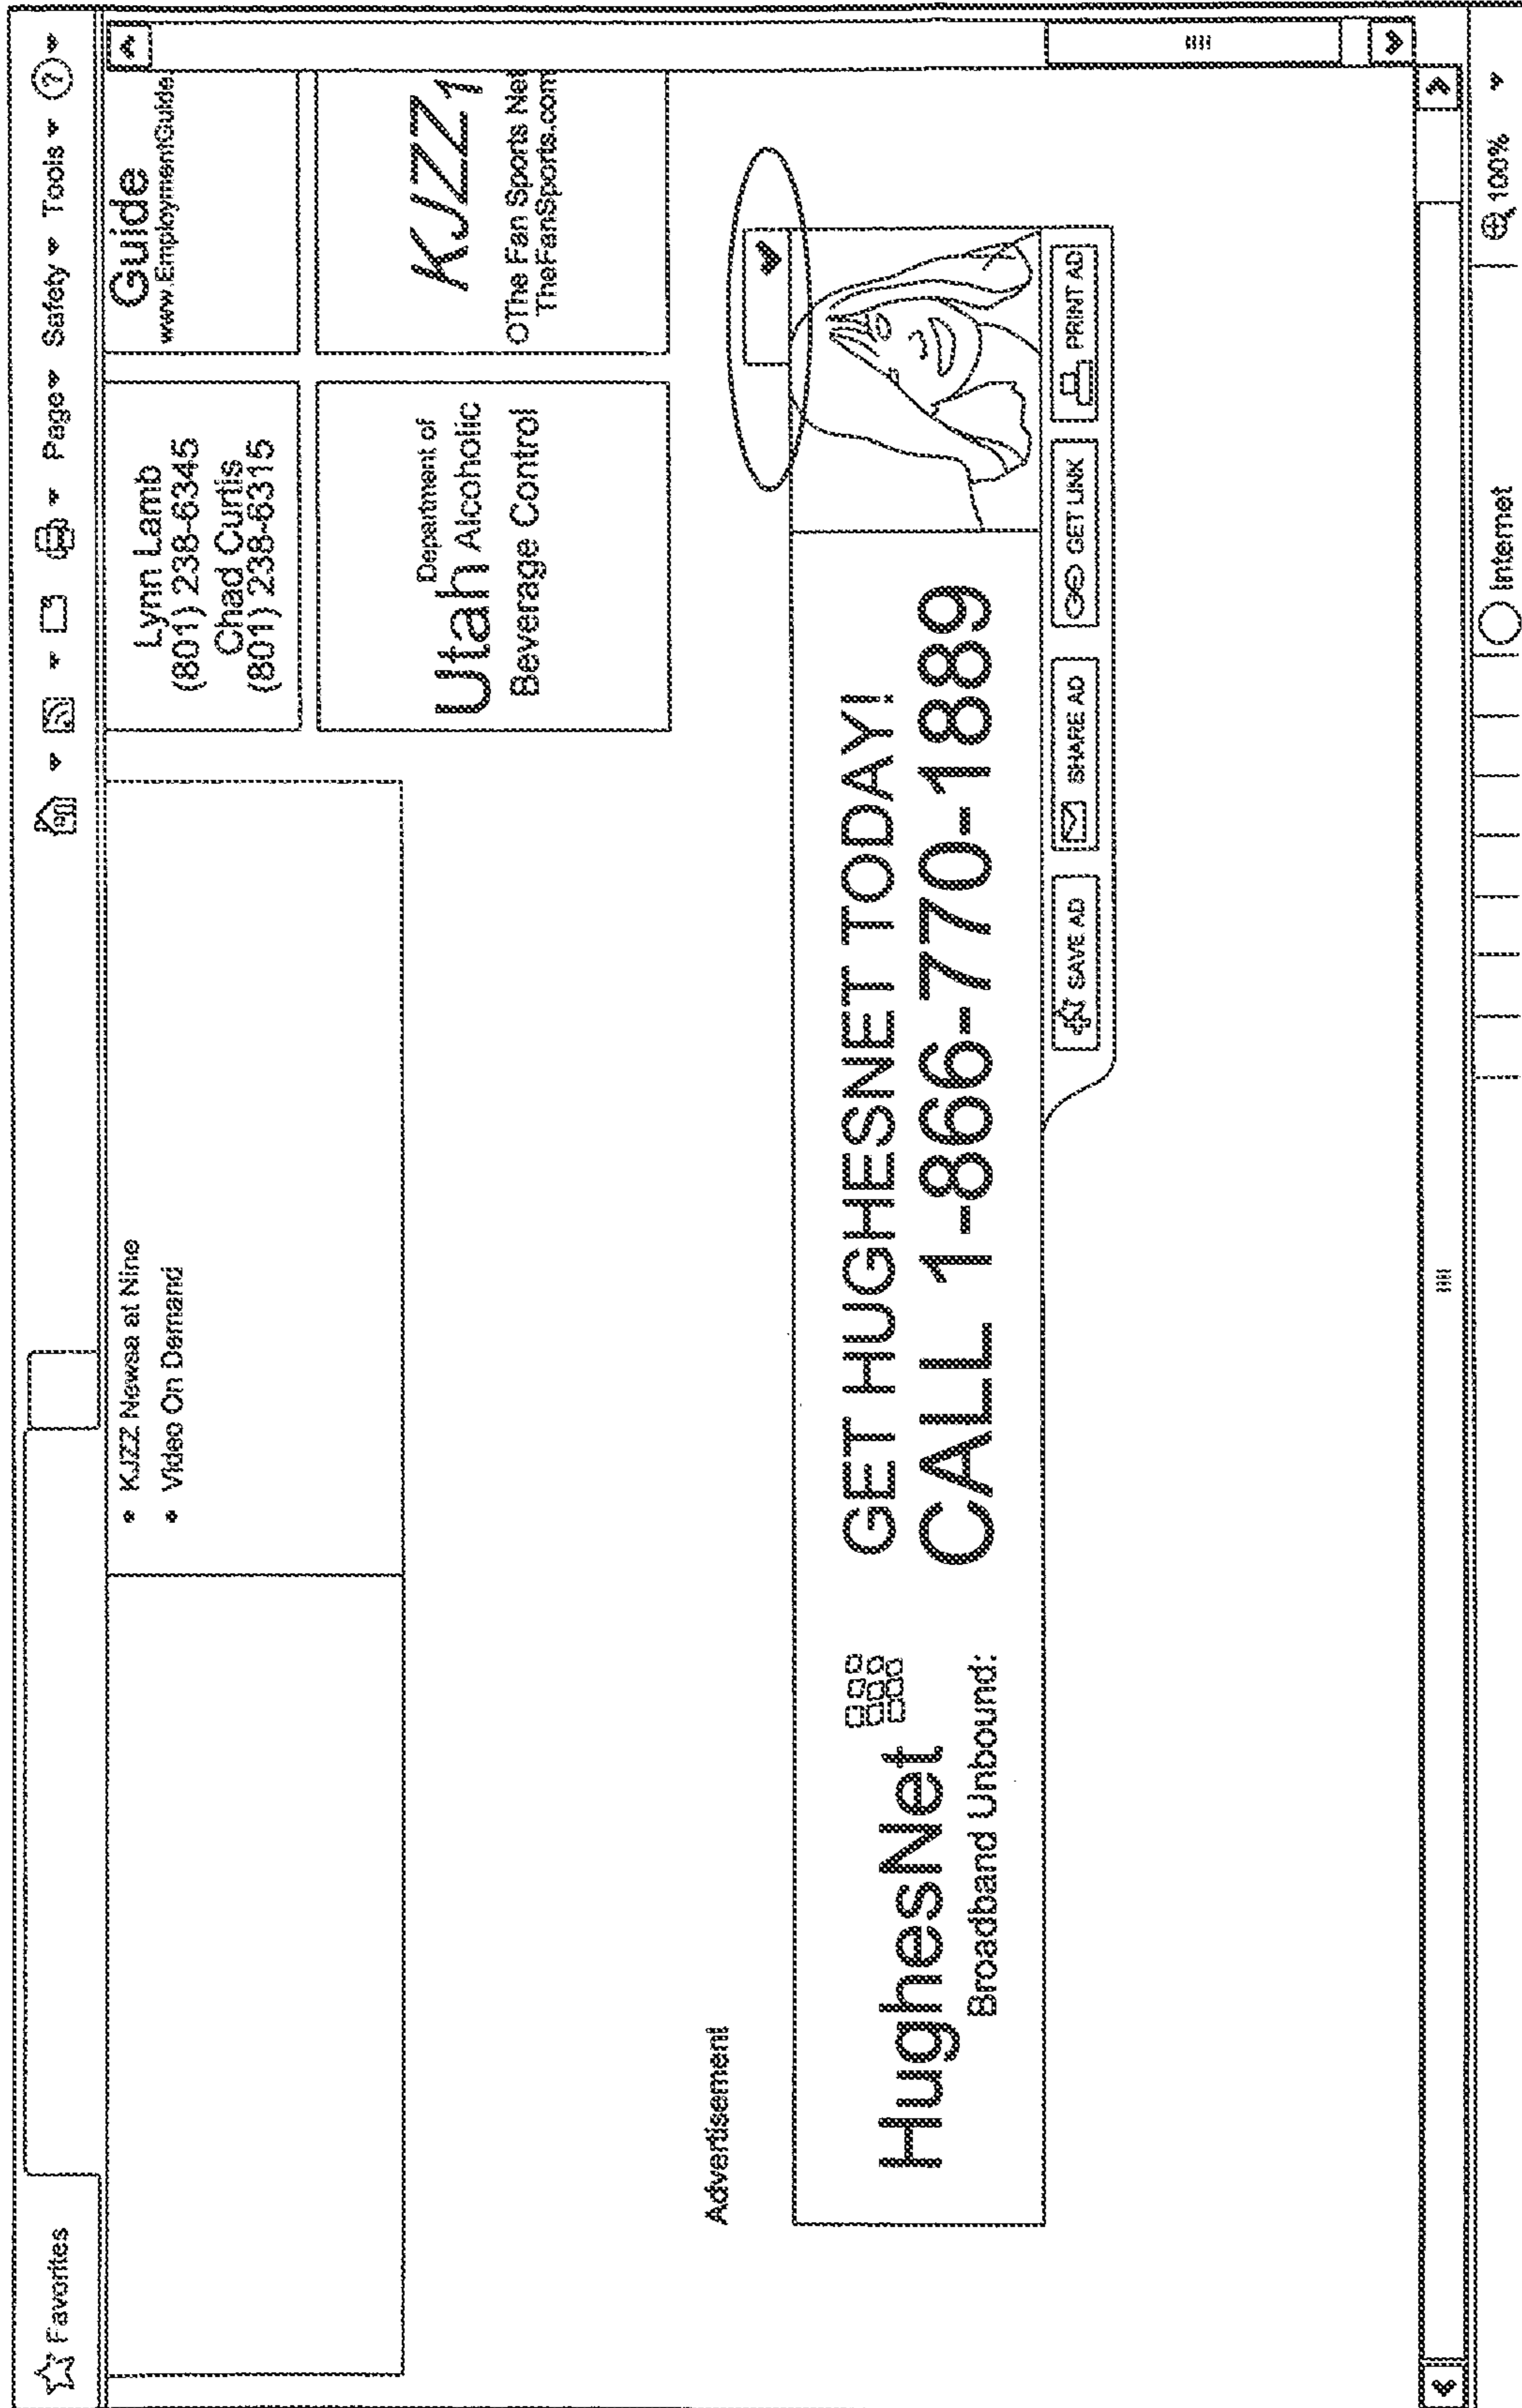 Favorites
Page Safety Tools
KJZZ Newsa at Nine
Video On Demand
Lynn Lamb
(801) 238-6345
Chad Curtis
(801) 238-6315
Guide
www.EmploymentGuide
Department of
Utah Alcoholic
Beverage Control
KJZZ 1
OThe Fan Sports Net
TheFanSports.com
Advertisement
HughesNet
Broadband Unbound:
GET HUGHESNET TODAY!
CALL 1-866-770-1889
SAVE AD
SHARE AD
GET LINK
PRINT AD
Internet
100%